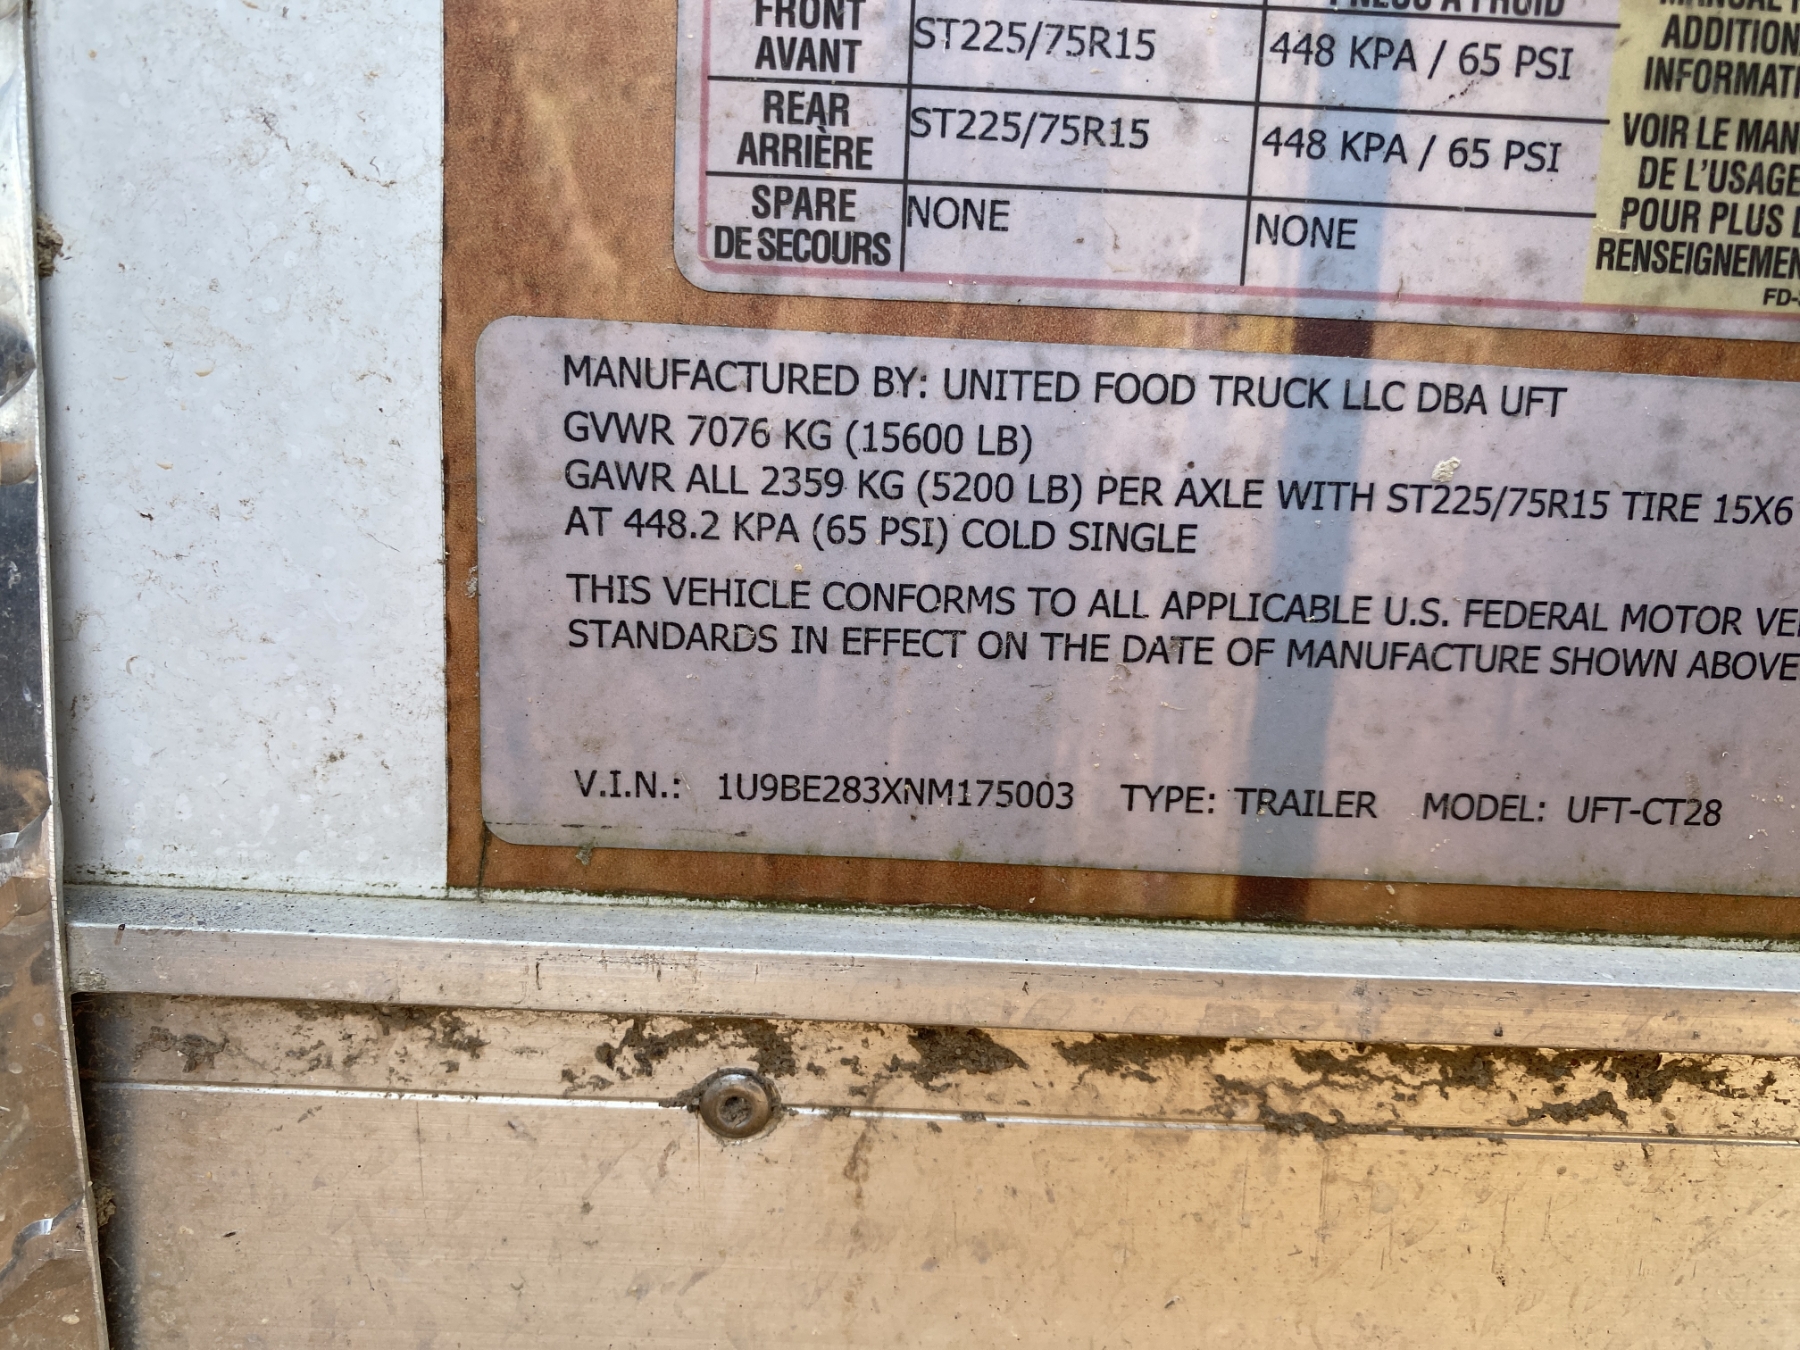 PNEUS À FROID
FRONT
AVANT
ST225/75R15
448 KPA / 65 PSI
REAR
ARRIÈRE
ST225/75R15
448 KPA / 65 PSI
SPARE
DE SECOURS
NONE
NONE
ADDITION
INFORMATI
VOIR LE MAN
DE L'USAGE
POUR PLUS D
RENSEIGNEMEN
FD-
MANUFACTURED BY: UNITED FOOD TRUCK LLC DBA UFT
GVWR 7076 KG (15600 LB)
GAWR ALL 2359 KG (5200 LB) PER AXLE WITH ST225/75R15 TIRE 15X6
AT 448.2 KPA (65 PSI) COLD SINGLE
THIS VEHICLE CONFORMS TO ALL APPLICABLE U.S. FEDERAL MOTOR VE
STANDARDS IN EFFECT ON THE DATE OF MANUFACTURE SHOWN ABOVE
V.I.N.: 1U9BE283XNM175003 TYPE: TRAILER MODEL: UFT-CT28